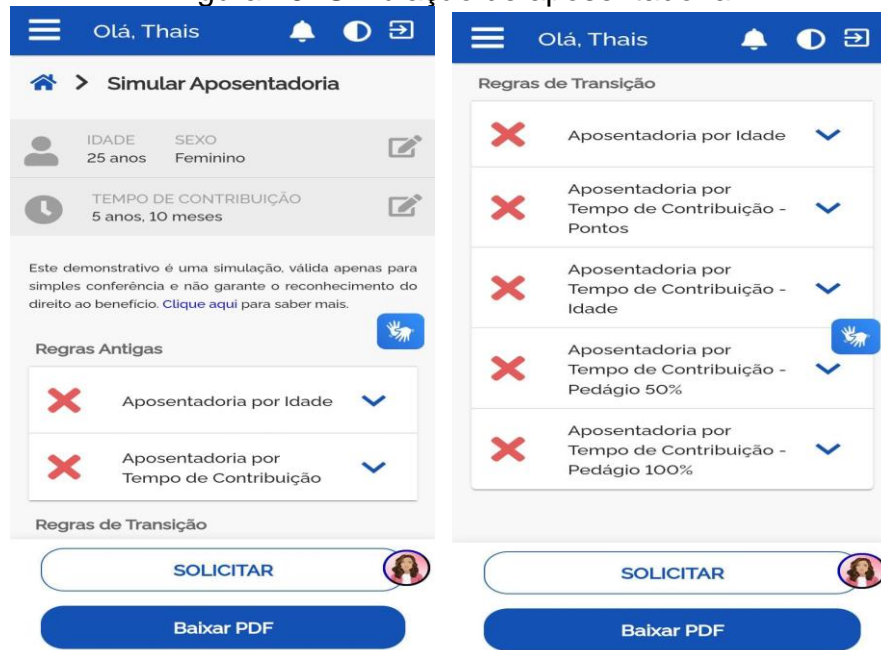 Olá, Thais
Simular Aposentadoria
IDADE SEXO
25 anos Feminino
TEMPO DE CONTRIBUIÇÃO
5 anos, 10 meses
Este demonstrativo é uma simulação, válida apenas para
simples conferência e não garante o reconhecimento do
direito ao benefício. Clique aqui para saber mais.
Regras Antigas
Aposentadoria por Idade
Aposentadoria por
Tempo de Contribuição
Regras de Transição
SOLICITAR
Baixar PDF
Olá, Thais
Regras de Transição
Aposentadoria por Idade
Aposentadoria por
Tempo de Contribuição -
Pontos
Aposentadoria por
Tempo de Contribuição -
Idade
Aposentadoria por
Tempo de Contribuição -
Pedágio 50%
Aposentadoria por
Tempo de Contribuição -
Pedágio 100%
SOLICITAR
Baixar PDF